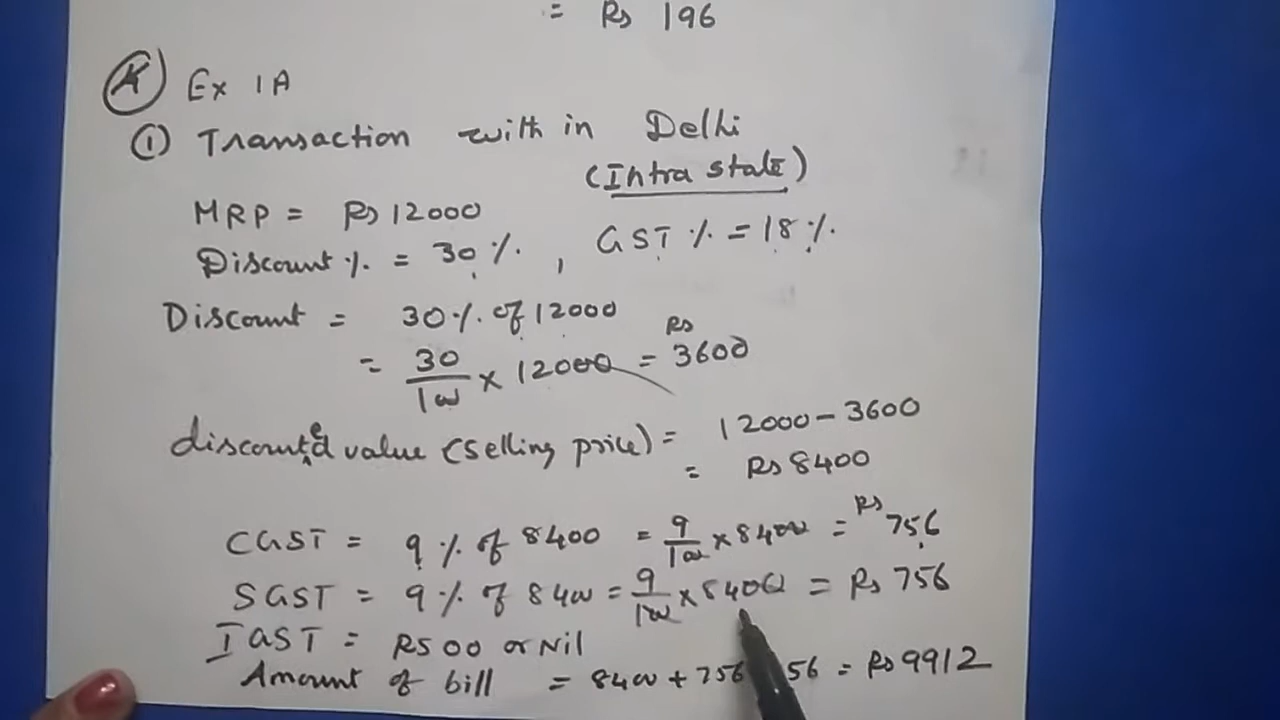 = Rs 196
A Ex 1A
① Transaction with in Delhi
(Intra state)
MRP = Rs 12000
Discount % = 30 %, GST % = 18 %
Discount = 30 % of 12000
= 30/100 × 12000 = Rs 3600
discounted value (selling price) = 12000 - 3600
= Rs 8400
CGST = 9 % of 8400 = 9/100 × 8400 = Rs 756
SGST = 9 % of 8400 = 9/100 × 8400 = Rs 756
IGST = Rs 00 or Nil
Amount of bill = 8400 + 756 56 = Rs 9912